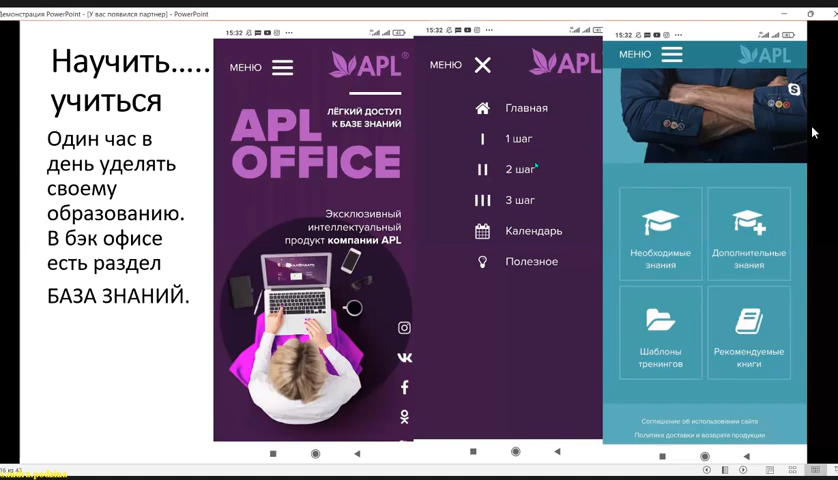 Демонстрация PowerPoint - [У вас появился партнер] - PowerPoint
Научить.....
учиться
Один час в
день уделять
своему
образованию.
В бэк офисе
есть раздел
БАЗА ЗНАНИЙ.
15:32
МЕНЮ
APL
ЛЁГКИЙ ДОСТУП
К БАЗЕ ЗНАНИЙ
APL
OFFICE
Эксклюзивный
интеллектуальный
продукт компании APL
15:32
МЕНЮ
APL
Главная
1 шаг
2 шаг
3 шаг
Календарь
Полезное
15:32
МЕНЮ
APL
Необходимые
знания
Дополнительные
знания
Шаблоны
тренингов
Рекомендуемые
книги
Соглашение об использовании сайта
Политика доставки и возврата продукции
16 из 43